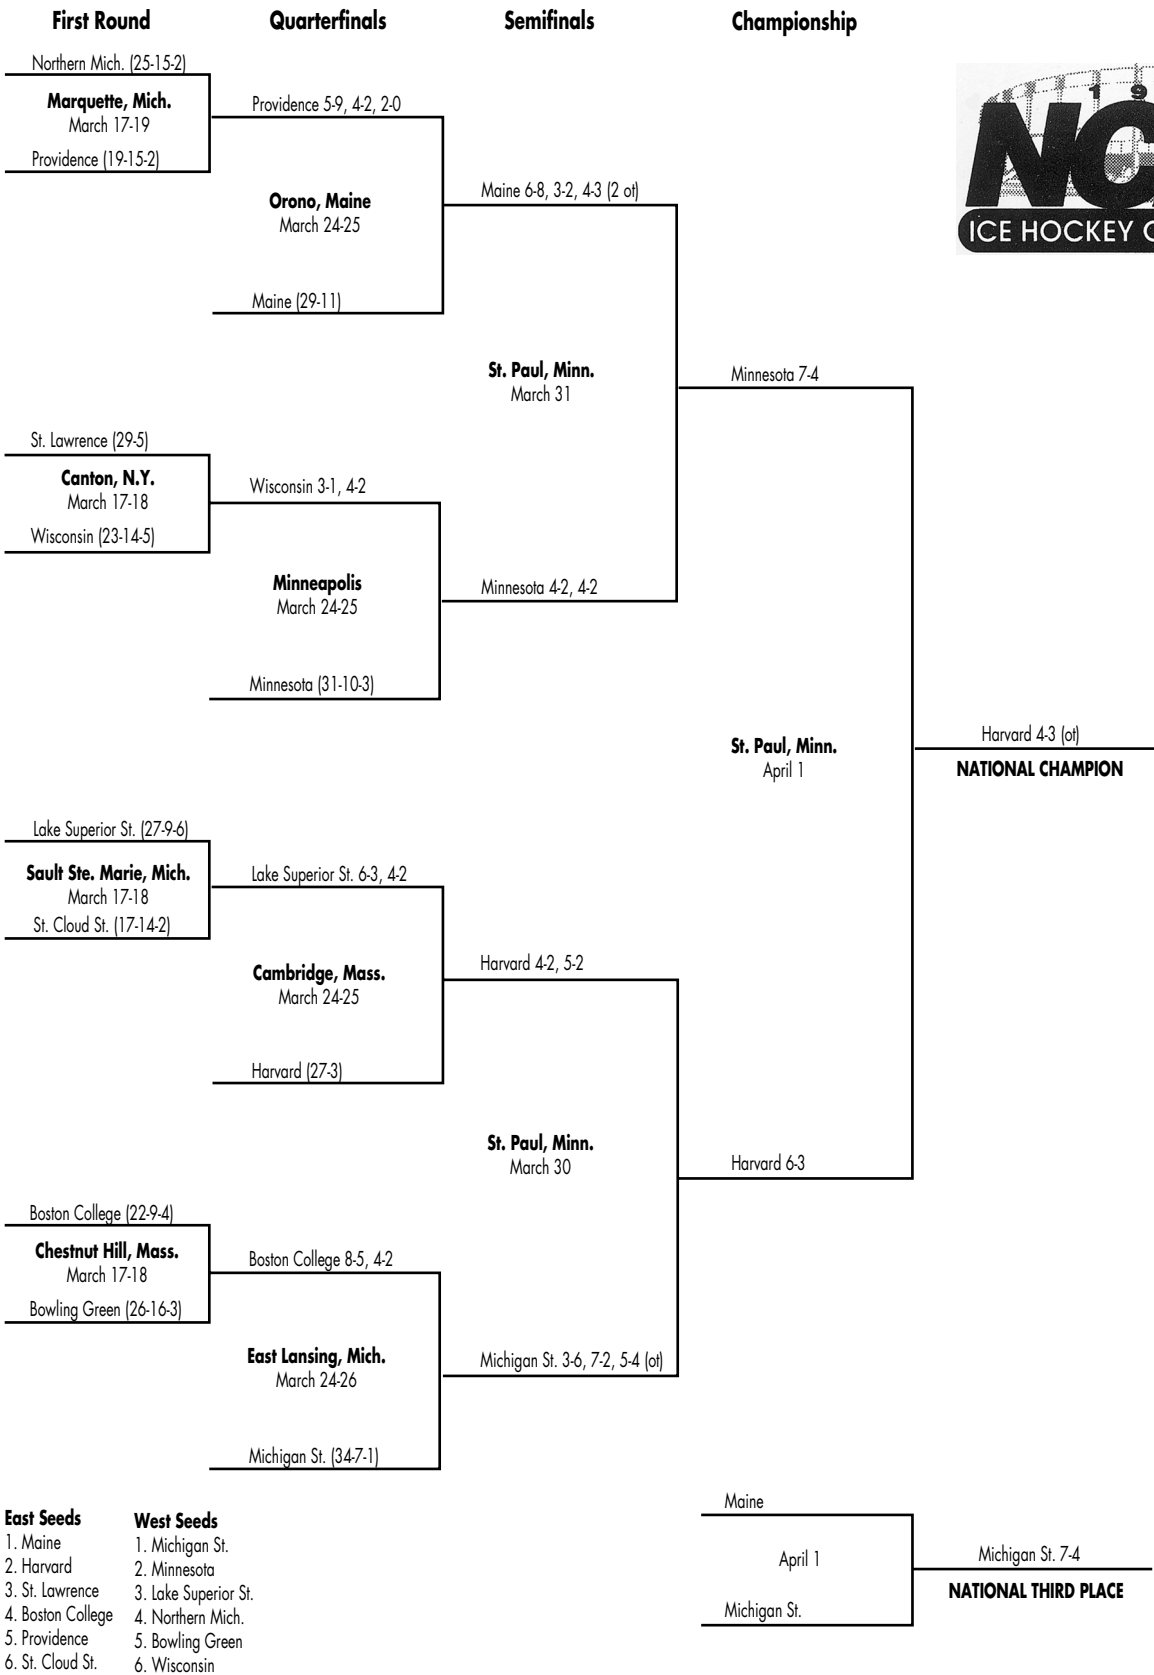 First Round Quarterfinals Semifinals Championship
Northern Mich. (25-15-2)
Marquette, Mich.
March 17-19
Providence (19-15-2)
Providence 5-9, 4-2, 2-0
Orono, Maine
March 24-25
Maine (29-11)
Maine 6-8, 3-2, 4-3 (2 ot)
St. Paul, Minn.
March 31
Minnesota 7-4
St. Lawrence (29-5)
Canton, N.Y.
March 17-18
Wisconsin (23-14-5)
Wisconsin 3-1, 4-2
Minneapolis
March 24-25
Minnesota (31-10-3)
Minnesota 4-2, 4-2
St. Paul, Minn.
April 1
Harvard 4-3 (ot)
NATIONAL CHAMPION
Lake Superior St. (27-9-6)
Sault Ste. Marie, Mich.
March 17-18
St. Cloud St. (17-14-2)
Lake Superior St. 6-3, 4-2
Cambridge, Mass.
March 24-25
Harvard (27-3)
Harvard 4-2, 5-2
St. Paul, Minn.
March 30
Harvard 6-3
Boston College (22-9-4)
Chestnut Hill, Mass.
March 17-18
Bowling Green (26-16-3)
Boston College 8-5, 4-2
East Lansing, Mich.
March 24-26
Michigan St. (34-7-1)
Michigan St. 3-6, 7-2, 5-4 (ot)
East Seeds
1. Maine
2. Harvard
3. St. Lawrence
4. Boston College
5. Providence
6. St. Cloud St.
West Seeds
1. Michigan St.
2. Minnesota
3. Lake Superior St.
4. Northern Mich.
5. Bowling Green
6. Wisconsin
Maine
April 1
Michigan St.
Michigan St. 7-4
NATIONAL THIRD PLACE
1 9
NC
ICE HOCKEY